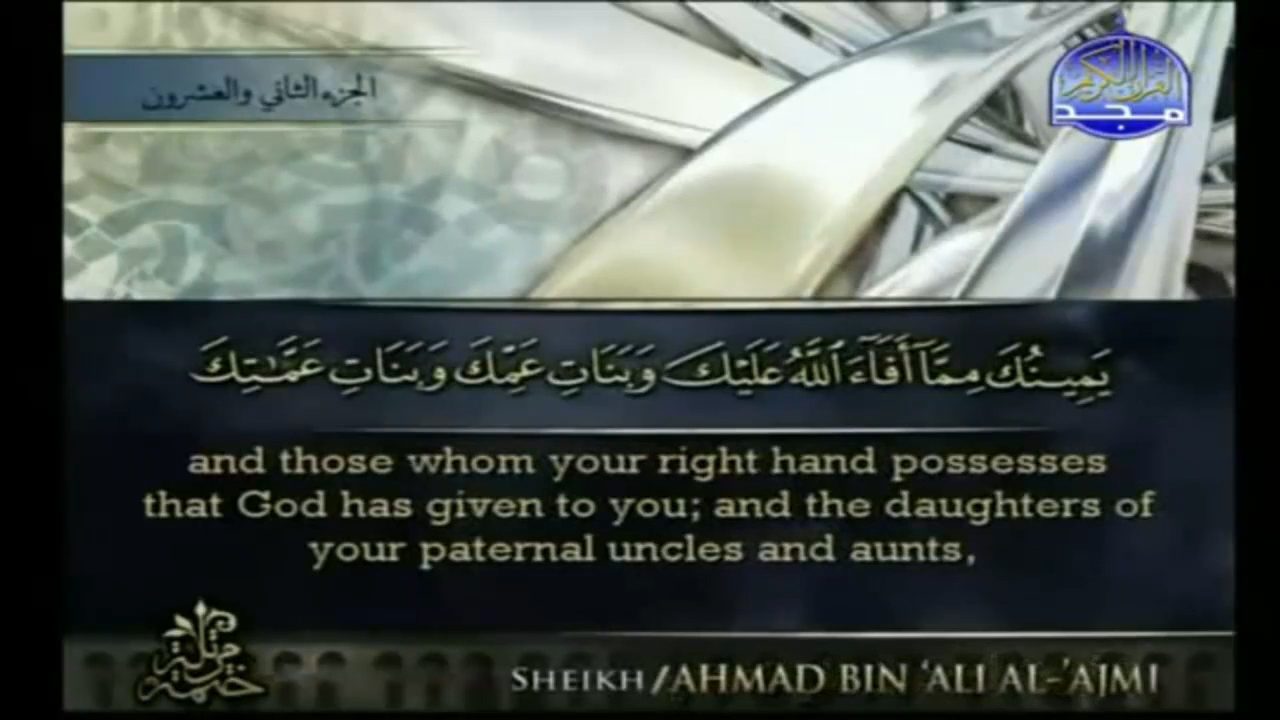 الجزء الثاني والعشرون
القرآن الكريم
مجد
يَمِينُكَ مِمَّآ أَفَآءَ ٱللَّهُ عَلَيْكَ وَبَنَاتِ عَمِّكَ وَبَنَاتِ عَمَّٰتِكَ
and those whom your right hand possesses
that God has given to you; and the daughters of
your paternal uncles and aunts,
ختمة مرتلة
SHEIKH/AHMAD BIN ‘ALI AL-’AJMI